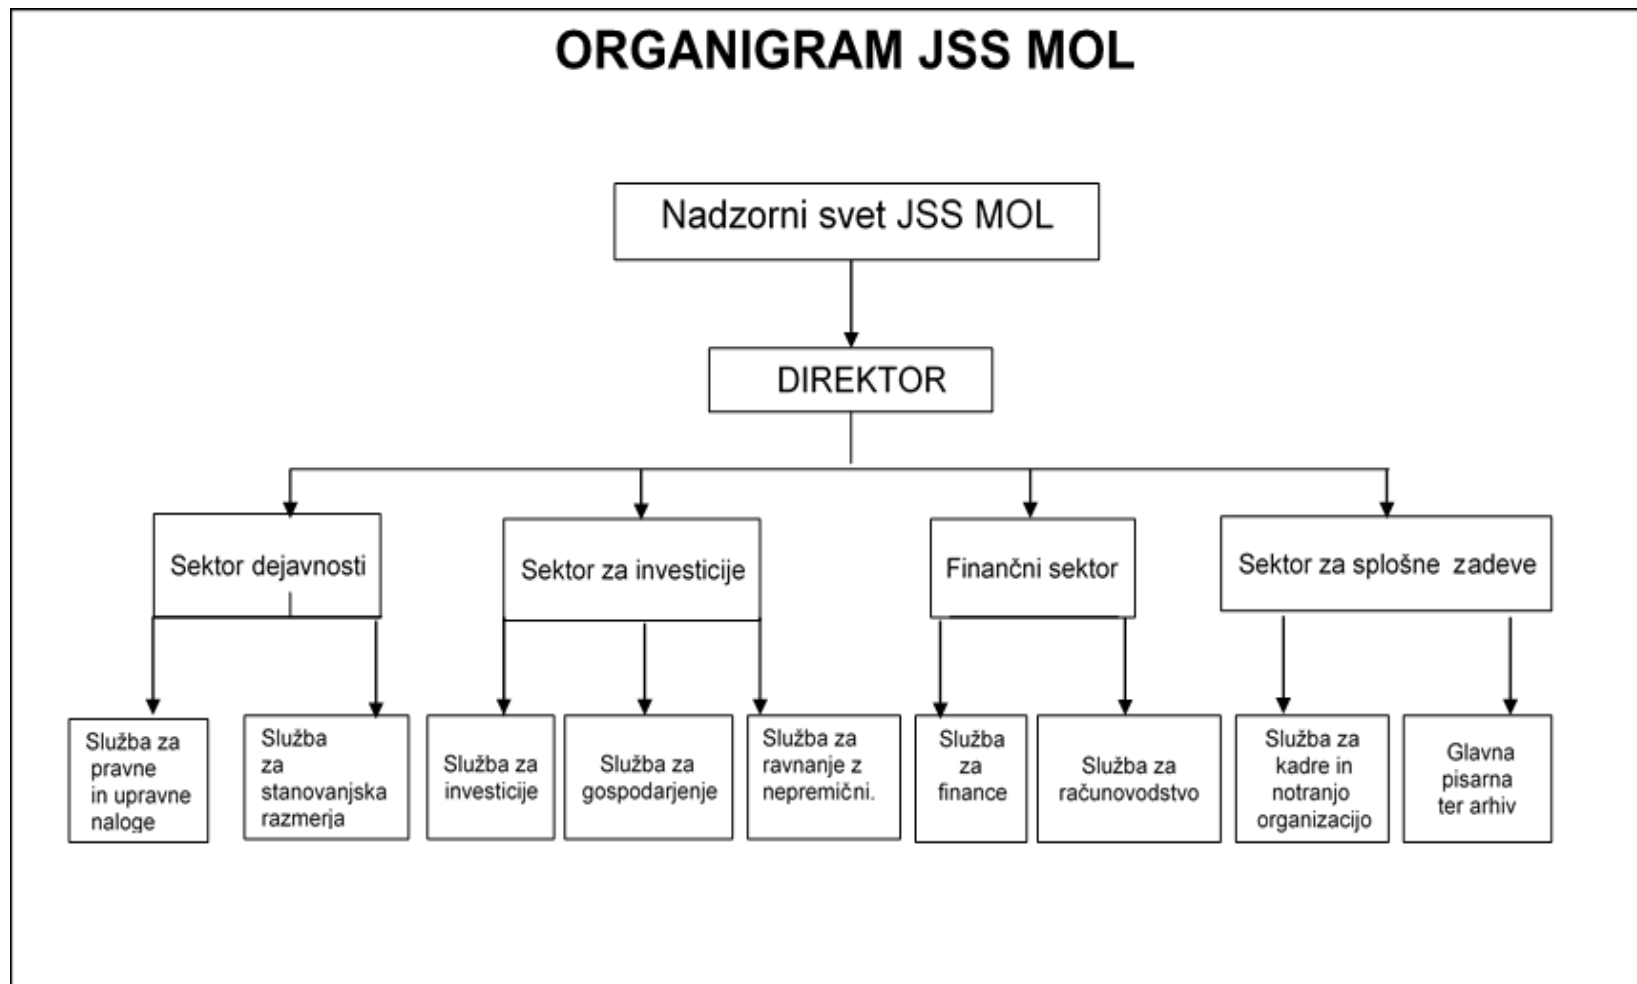 ORGANIGRAM JSS MOL
Nadzorni svet JSS MOL
DIREKTOR
Sektor dejavnosti
Sektor za investicije
Finančni sektor
Sektor za splošne zadeve
Služba za
pravne
in upravne
naloge
Služba
za
stanovanjska
razmerja
Služba za
investicije
Služba za
gospodarjenje
Služba za
ravnanje z
nepremični.
Služba
za
finance
Služba za
računovodstvo
Služba za
kadre in
notranjo
organizacijo
Glavna
pisarna
ter arhiv